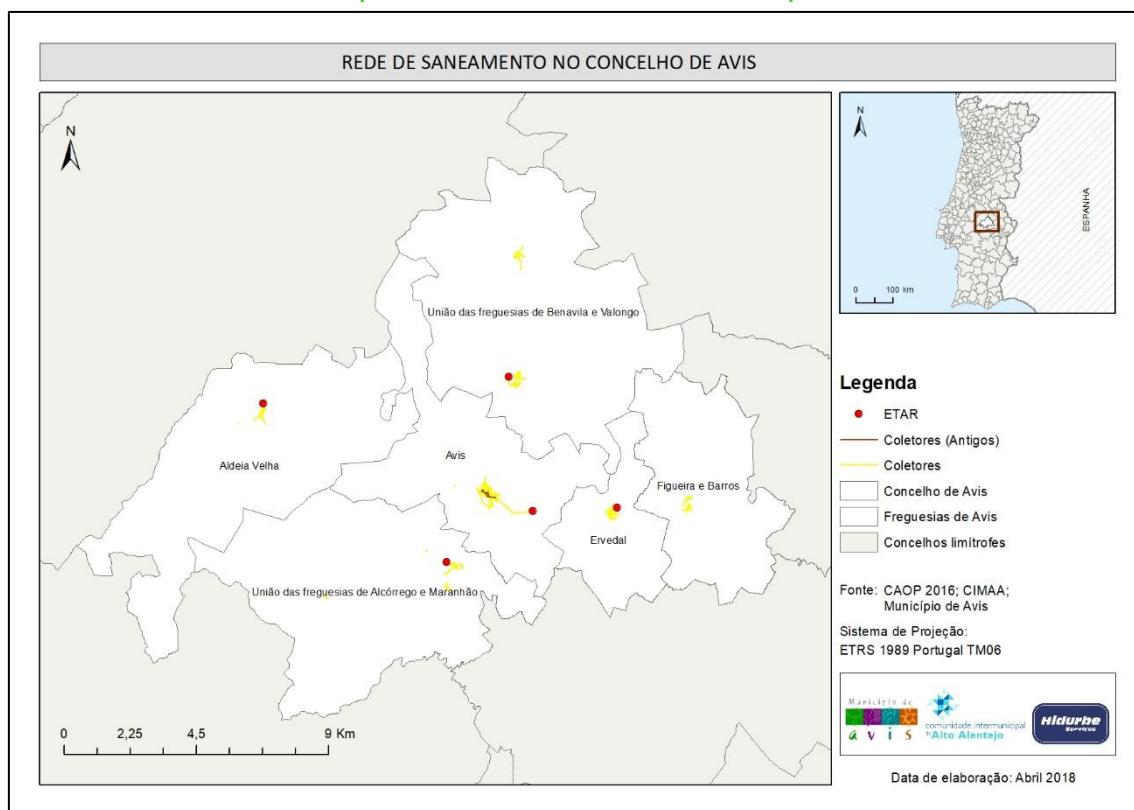 REDE DE SANEAMENTO NO CONCELHO DE AVIS
N
União das freguesias de Benavila e Valongo
Aldeia Velha
Avis
Figueira e Barros
Ervedal
União das freguesias de Alcórrego e Maranhão
0 2,25 4,5 9 Km
N
ESPANHA
0 100 km
Legenda
ETAR
Coletores (Antigos)
Coletores
Concelho de Avis
Freguesias de Avis
Concelhos limítrofes
Fonte: CAOP 2016; CIMAA;
Município de Avis
Sistema de Projeção:
ETRS 1989 Portugal TM06
Município de
avis
comunidade intermunicipal
do Alto Alentejo
Hidurbe
Serviços
Data de elaboração: Abril 2018